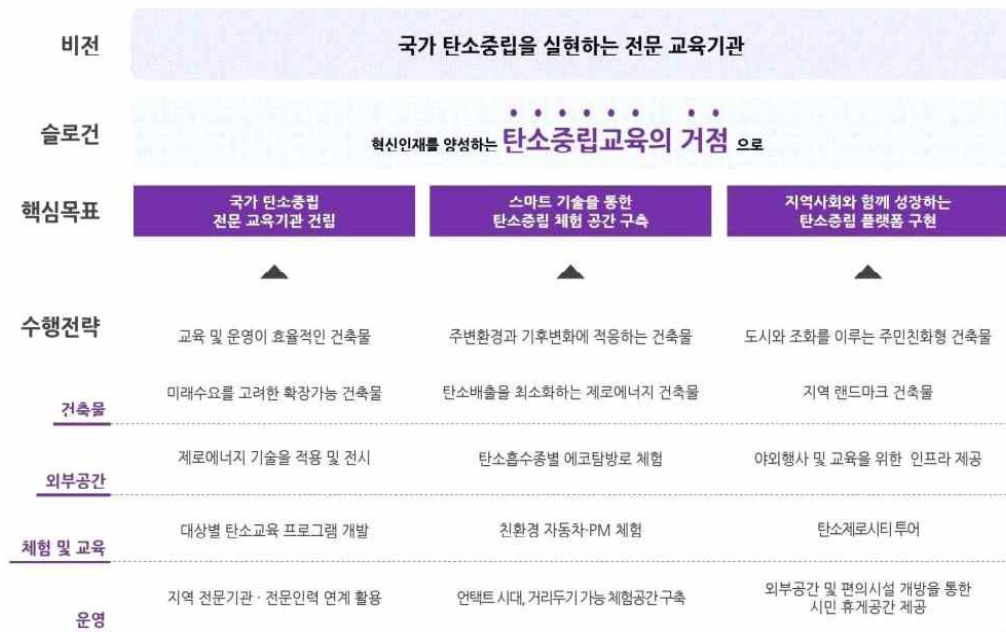 비전
국가 탄소중립을 실현하는 전문 교육기관
슬로건
혁신인재를 양성하는 탄소중립교육의 거점 으로
핵심목표
국가 탄소중립
전문 교육기관 건립
스마트 기술을 통한
탄소중립 체험 공간 구축
지역사회와 함께 성장하는
탄소중립 플랫폼 구현
수행전략
교육 및 운영이 효율적인 건축물
주변환경과 기후변화에 적응하는 건축물
도시와 조화를 이루는 주민친화형 건축물
건축물
미래수요를 고려한 확장가능 건축물
탄소배출을 최소화하는 제로에너지 건축물
지역 랜드마크 건축물
외부공간
제로에너지 기술을 적용 및 전시
탄소흡수종별 에코탐방로 체험
야외행사 및 교육을 위한 인프라 제공
체험 및 교육
대상별 탄소교육 프로그램 개발
친환경 자동차·PM 체험
탄소제로시티 투어
운영
지역 전문기관 · 전문인력 연계 활용
언택트 시대, 거리두기 가능 체험공간 구축
외부공간 및 편의시설 개방을 통한
시민 휴게공간 제공